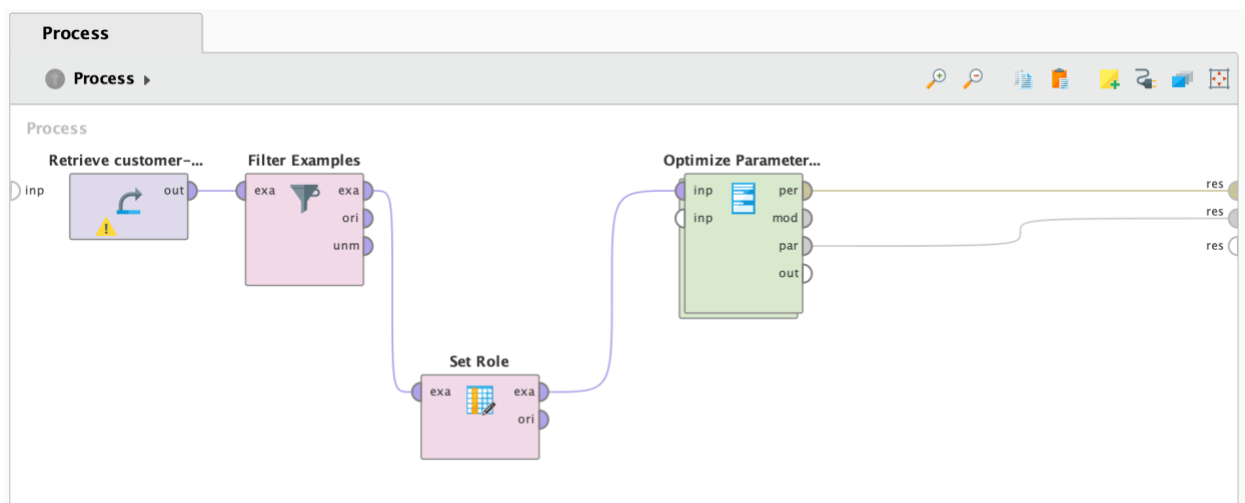 Process
Process
Process
Retrieve customer-...
Filter Examples
Optimize Parameter...
inp
out
exa
exa
ori
unm
inp
inp
per
mod
par
out
res
res
res
Set Role
exa
exa
ori